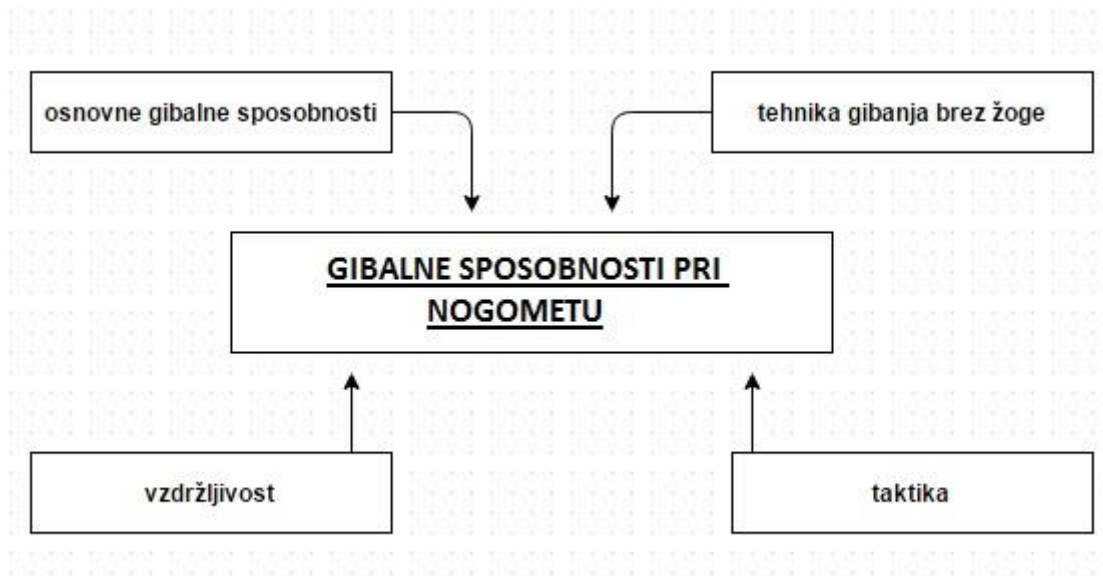 osnovne gibalne sposobnosti
tehnika gibanja brez žoge
GIBALNE SPOSOBNOSTI PRI
NOGOMETU
vzdržljivost
taktika